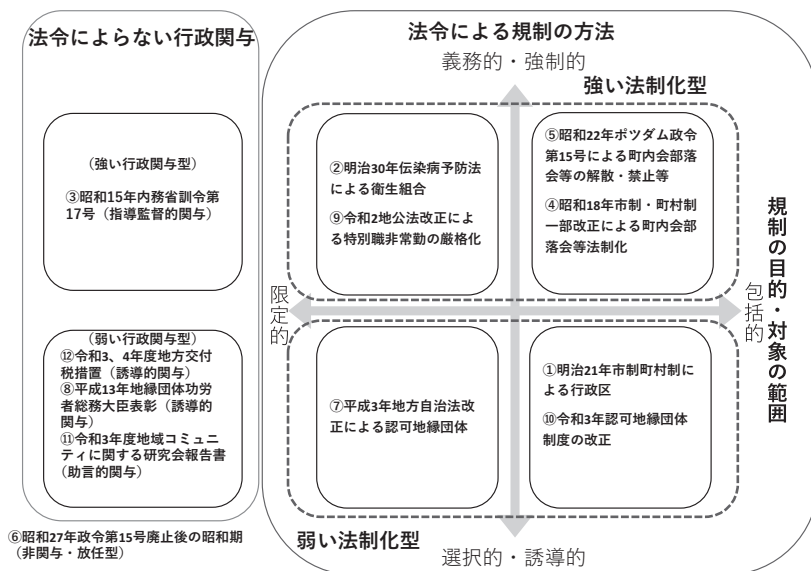 法令によらない行政関与
(強い行政関与型)
③昭和15年内務省訓令第
17号(指導監督的関与)
(弱い行政関与型)
⑫令和3、4年度地方交付
税措置(誘導的関与)
⑧平成13年地縁団体功労
者総務大臣表彰(誘導的
関与)
⑪令和3年度地域コミュニ
ティに関する研究会報告書
(助言的関与)
⑥昭和27年政令第15号廃止後の昭和期
(非関与・放任型)
法令による規制の方法
義務的・強制的
強い法制化型
②明治30年伝染病予防法
による衛生組合
⑨令和2地公法改正によ
る特別職非常勤の厳格化
⑤昭和22年ポツダム政令
第15号による町内会部落
会等の解散・禁止等
④昭和18年市制・町村制
一部改正による町内会部
落会等法制化
限定的
包括的
規制の目的・対象の範囲
⑦平成3年地方自治法改
正による認可地縁団体
①明治21年市制町村制に
よる行政区
⑩令和3年認可地縁団体
制度の改正
弱い法制化型
選択的・誘導的